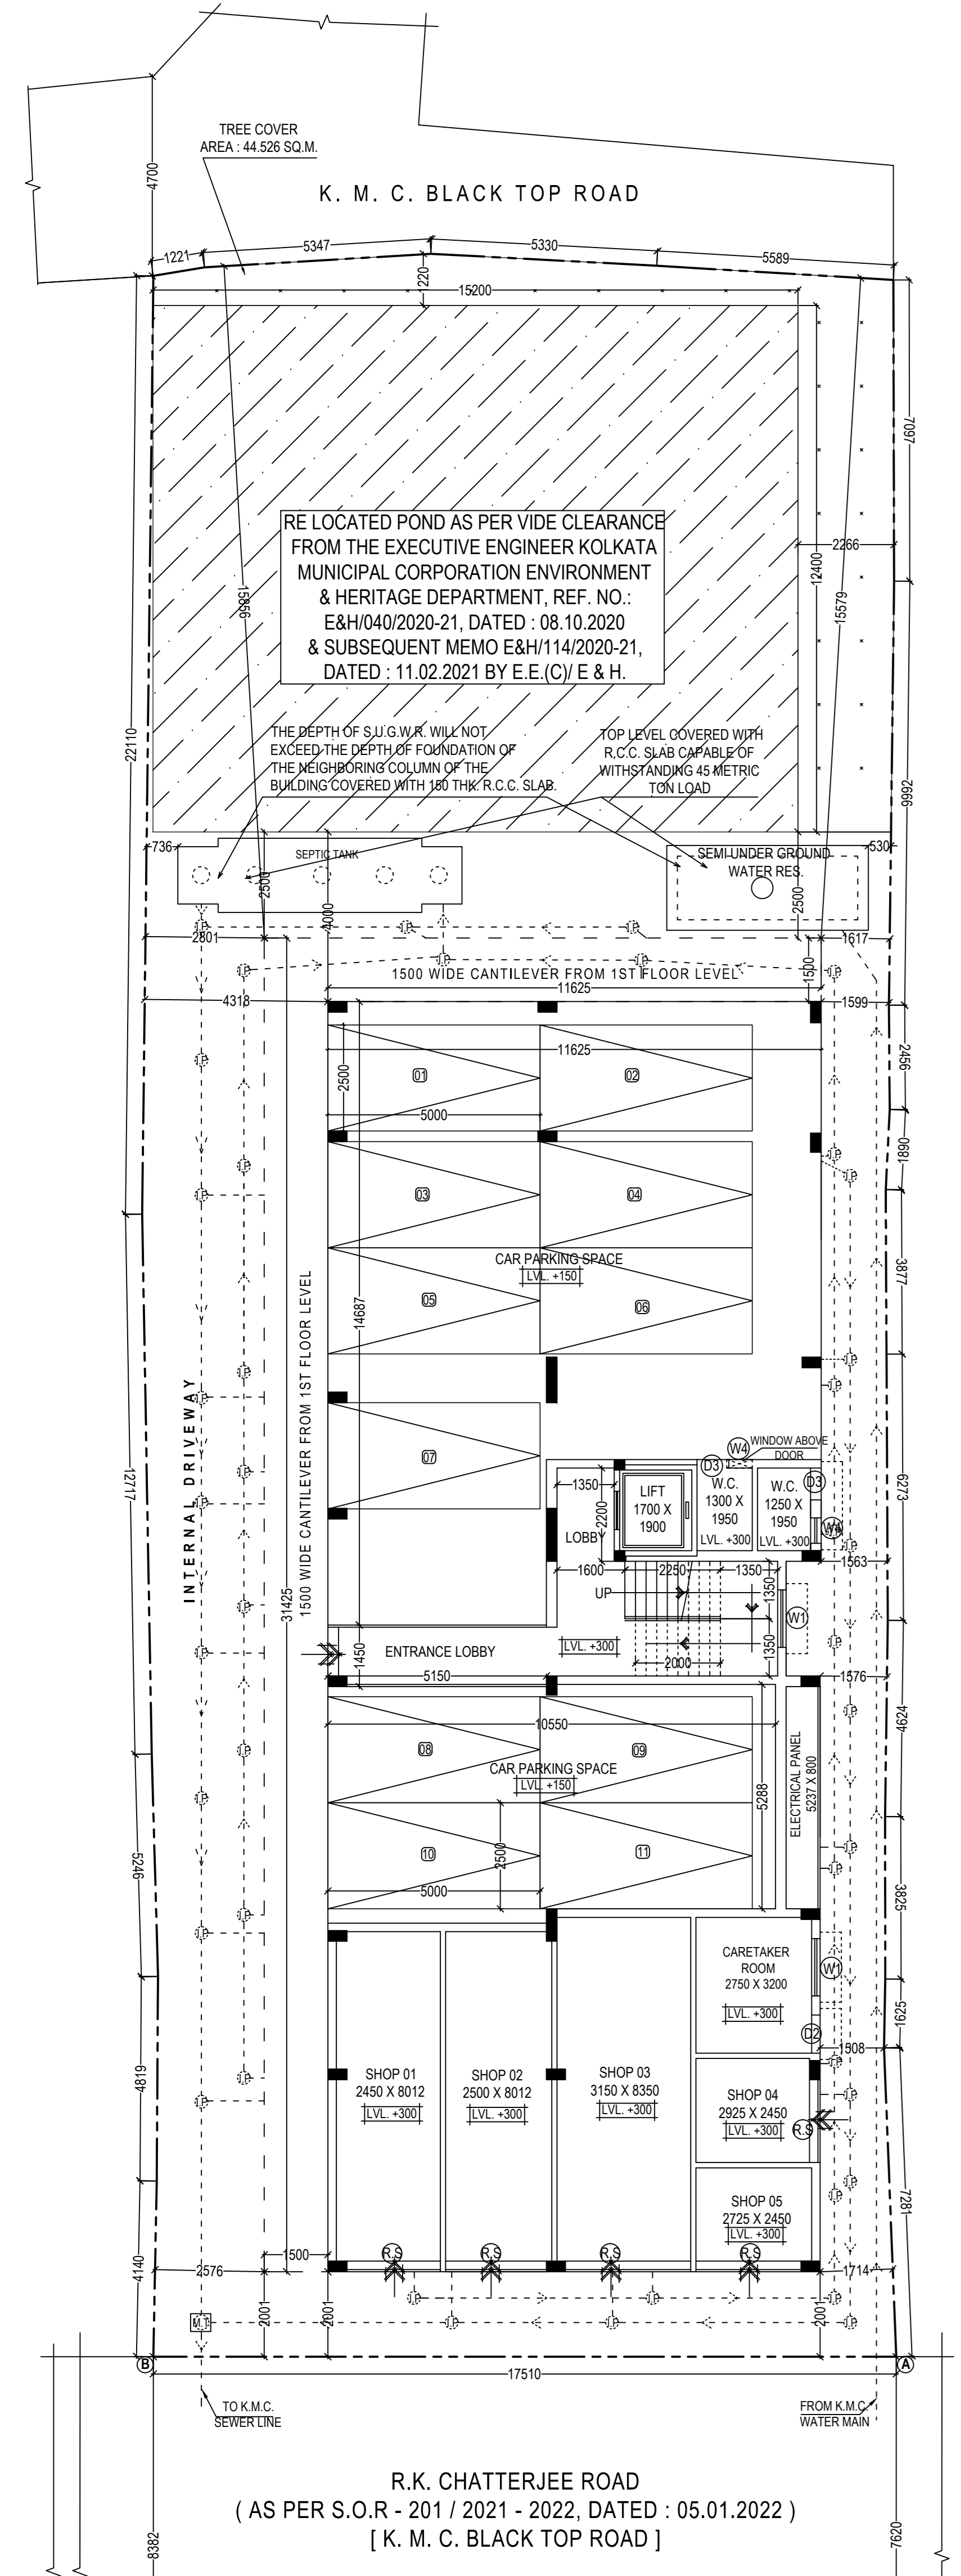 TREE COVER
AREA : 44.526 SQ.M.
4700
K. M. C. BLACK TOP ROAD
1221
5347
5330
5589
220
15200
7097
RE LOCATED POND AS PER VIDE CLEARANCE
FROM THE EXECUTIVE ENGINEER KOLKATA
MUNICIPAL CORPORATION ENVIRONMENT
& HERITAGE DEPARTMENT, REF. NO.:
E&H/040/2020-21, DATED : 08.10.2020
& SUBSEQUENT MEMO E&H/114/2020-21,
DATED : 11.02.2021 BY E.E.(C)/ E & H.
2266
12400
15579
15856
22110
THE DEPTH OF S.U.G.W.R. WILL NOT
EXCEED THE DEPTH OF FOUNDATION OF
THE NEIGHBORING COLUMN OF THE
BUILDING COVERED WITH 150 THK. R.C.C. SLAB.
TOP LEVEL COVERED WITH
R.C.C. SLAB CAPABLE OF
WITHSTANDING 45 METRIC
TON LOAD
736
SEPTIC TANK
SEMI UNDER GROUND
WATER RES.
530
2500
4000
2500
2801
1617
1500 WIDE CANTILEVER FROM 1ST FLOOR LEVEL
1500
11625
4318
1599
11625
2456
01
02
2500
5000
03
04
CAR PARKING SPACE
LVL. +150
3877
05
06
14687
1500 WIDE CANTILEVER FROM 1ST FLOOR LEVEL
INTERNAL DRIVEWAY
12717
07
W4
WINDOW ABOVE
DOOR
D3
D3
6273
1350
LIFT
1700 X
1900
W.C.
1300 X
1950
LVL. +300
W.C.
1250 X
1950
LVL. +300
2200
LOBBY
W4
1563
1600
2250
1350
UP
1350
W1
31425
1450
ENTRANCE LOBBY
LVL. +300
1350
2000
5150
1576
10550
4924
08
09
CAR PARKING SPACE
LVL. +150
5288
ELECTRICAL PANEL
5237 X 800
10
11
2500
5000
5246
3825
CARETAKER
ROOM
2750 X 3200
LVL. +300
W1
D2
1508
4819
SHOP 01
2450 X 8012
LVL. +300
SHOP 02
2500 X 8012
LVL. +300
SHOP 03
3150 X 8350
LVL. +300
SHOP 04
2925 X 2450
LVL. +300
R.S
SHOP 05
2725 X 2450
LVL. +300
7281
R.S
R.S
R.S
R.S
4140
1500
2576
1714
M.T
2001
2001
2001
B
A
17510
TO K.M.C.
SEWER LINE
FROM K.M.C.
WATER MAIN
R.K. CHATTERJEE ROAD
( AS PER S.O.R - 201 / 2021 - 2022, DATED : 05.01.2022 )
[ K. M. C. BLACK TOP ROAD ]
8382